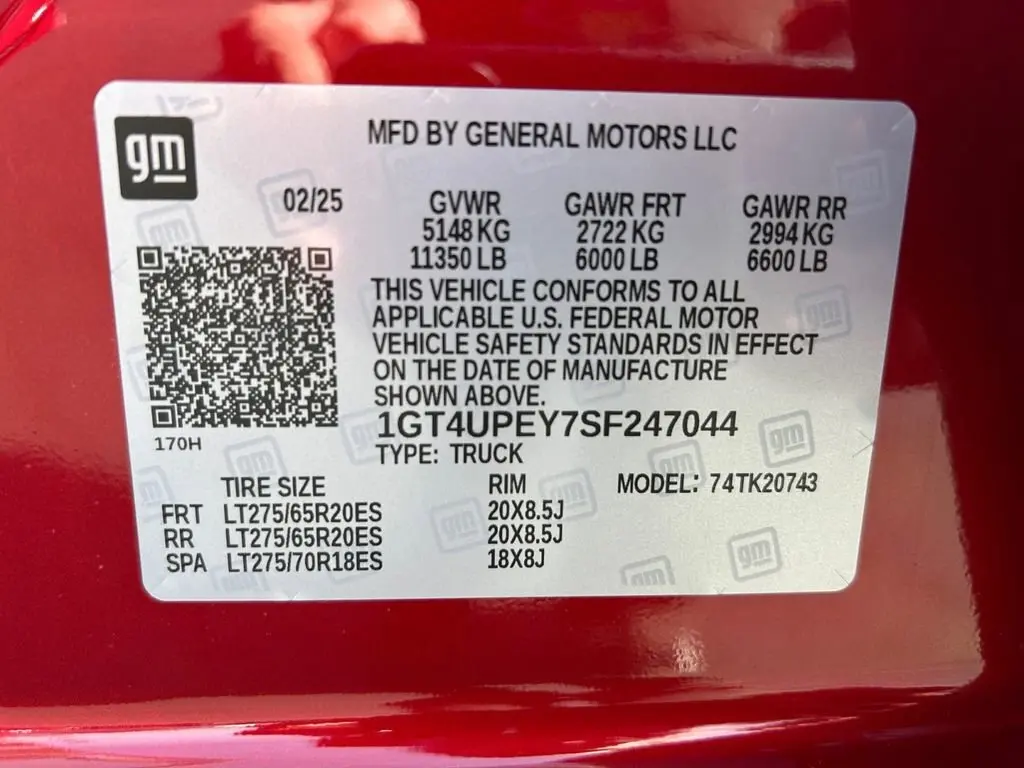 gm
MFD BY GENERAL MOTORS LLC
02/25 GVWR GAWR FRT GAWR RR
5148 KG 2722 KG 2994 KG
11350 LB 6000 LB 6600 LB
THIS VEHICLE CONFORMS TO ALL
APPLICABLE U.S. FEDERAL MOTOR
VEHICLE SAFETY STANDARDS IN EFFECT
ON THE DATE OF MANUFACTURE
SHOWN ABOVE.
1GT4UPEY7SF247044
170H
TYPE: TRUCK
TIRE SIZE RIM MODEL: 74TK20743
FRT LT275/65R20ES 20X8.5J
RR LT275/65R20ES 20X8.5J
SPA LT275/70R18ES 18X8J